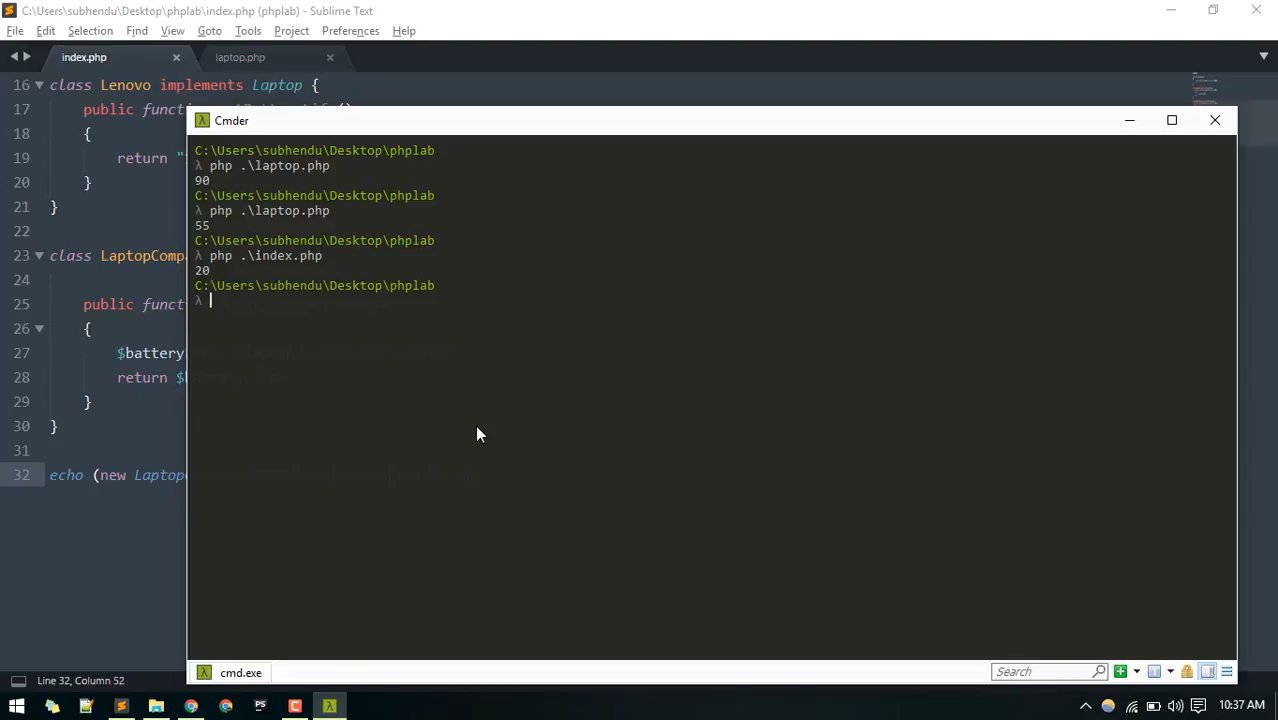 C:\Users\subhendu\Desktop\phplab\index.php (phplab) - Sublime Text
File Edit Selection Find View Goto Tools Project Preferences Help
index.php laptop.php
16 class Lenovo implements Laptop {
17 public
18 {
19 return "
20 }
21 }
22
23 class
24
25 public
26 {
27 $battery
28 return $
29 }
30 }
31
32 echo (new
Cmder
C:\Users\subhendu\Desktop\phplab
λ php .\laptop.php
90
C:\Users\subhendu\Desktop\phplab
λ php .\laptop.php
55
C:\Users\subhendu\Desktop\phplab
λ php .\index.php
20
C:\Users\subhendu\Desktop\phplab
λ
cmd.exe
Search
Line 32, Column 52
10:37 AM